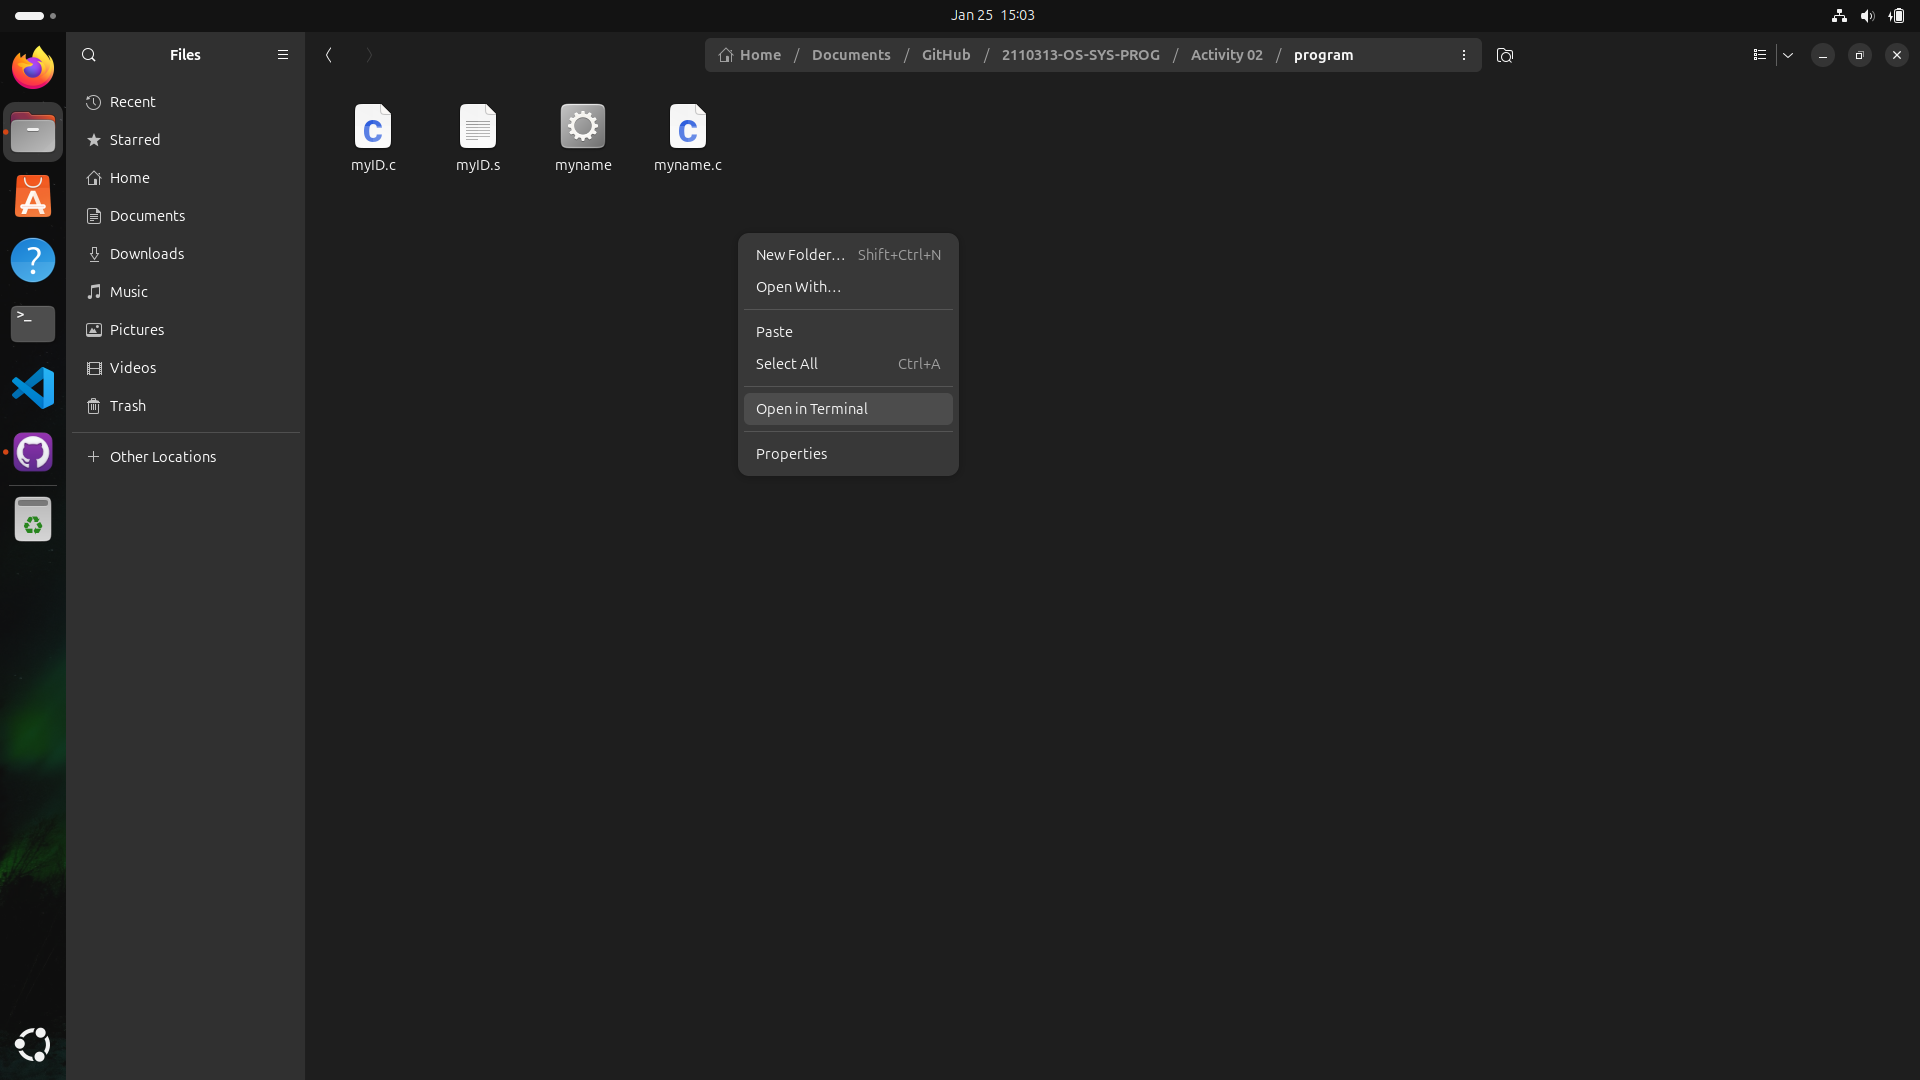 Jan 25 15:03
Files
Home / Documents / GitHub / 2110313-OS-SYS-PROG / Activity 02 / program
Recent
Starred
Home
Documents
Downloads
Music
Pictures
Videos
Trash
Other Locations
myID.c
myID.s
myname
myname.c
New Folder… Shift+Ctrl+N
Open With…
Paste
Select All Ctrl+A
Open in Terminal
Properties